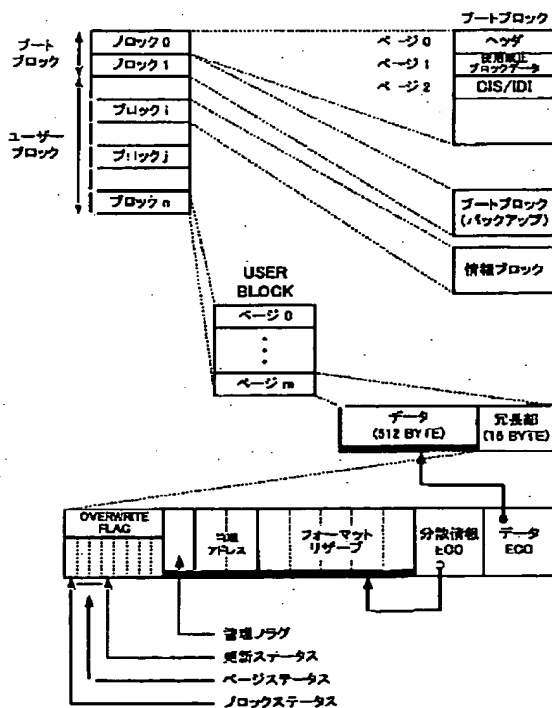 ブートブロック
ページ 0 ヘッダ
ページ 1 使用禁止
ブロックデータ
ページ 2 CIS/IDI
ブート
ブロック
ブロック 0
ブロック 1
ユーザー
ブロック
ブロック i
ブロック j
ブロック n
ブートブロック
(バックアップ)
情報ブロック
USER
BLOCK
ページ 0
ページ m
データ
(512 BYTE)
冗長部
(16 BYTE)
OVERWRITE
FLAG
アドレス
フォーマット
リザーブ
分散情報
ECC
データ
ECC
管理フラグ
更新ステータス
ページステータス
ブロックステータス